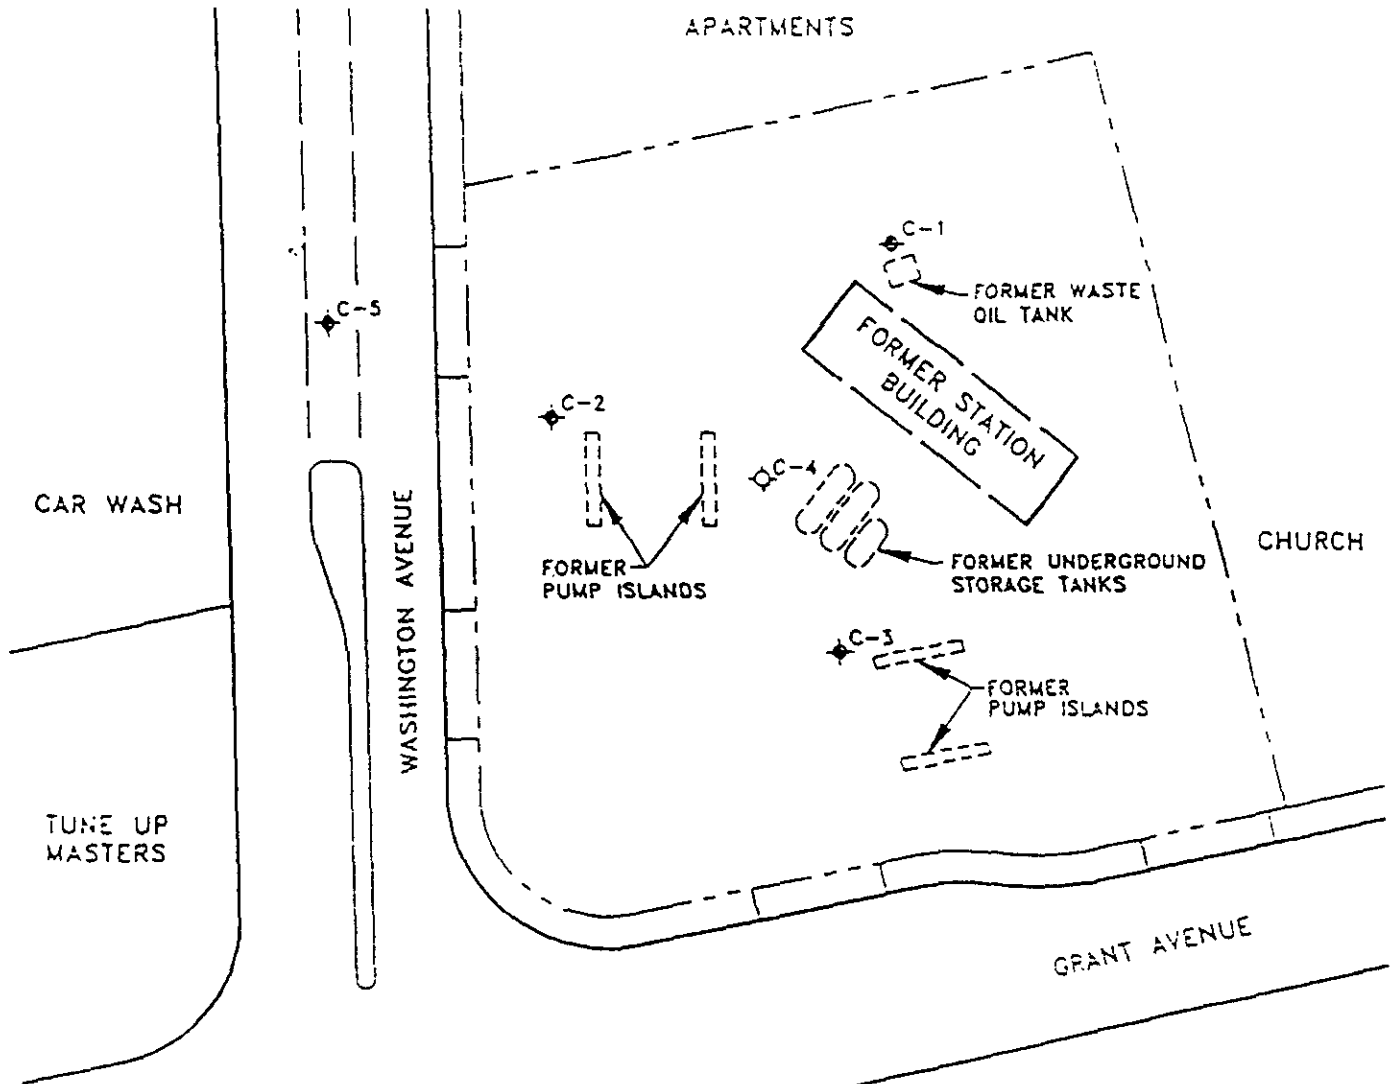 APARTMENTS
C-1
FORMER WASTE
OIL TANK
C-5
FORMER STATION
BUILDING
C-2
C-4
CAR WASH
WASHINGTON AVENUE
FORMER
PUMP ISLANDS
FORMER UNDERGROUND
STORAGE TANKS
CHURCH
C-3
FORMER
PUMP ISLANDS
TUNE UP
MASTERS
GRANT AVENUE